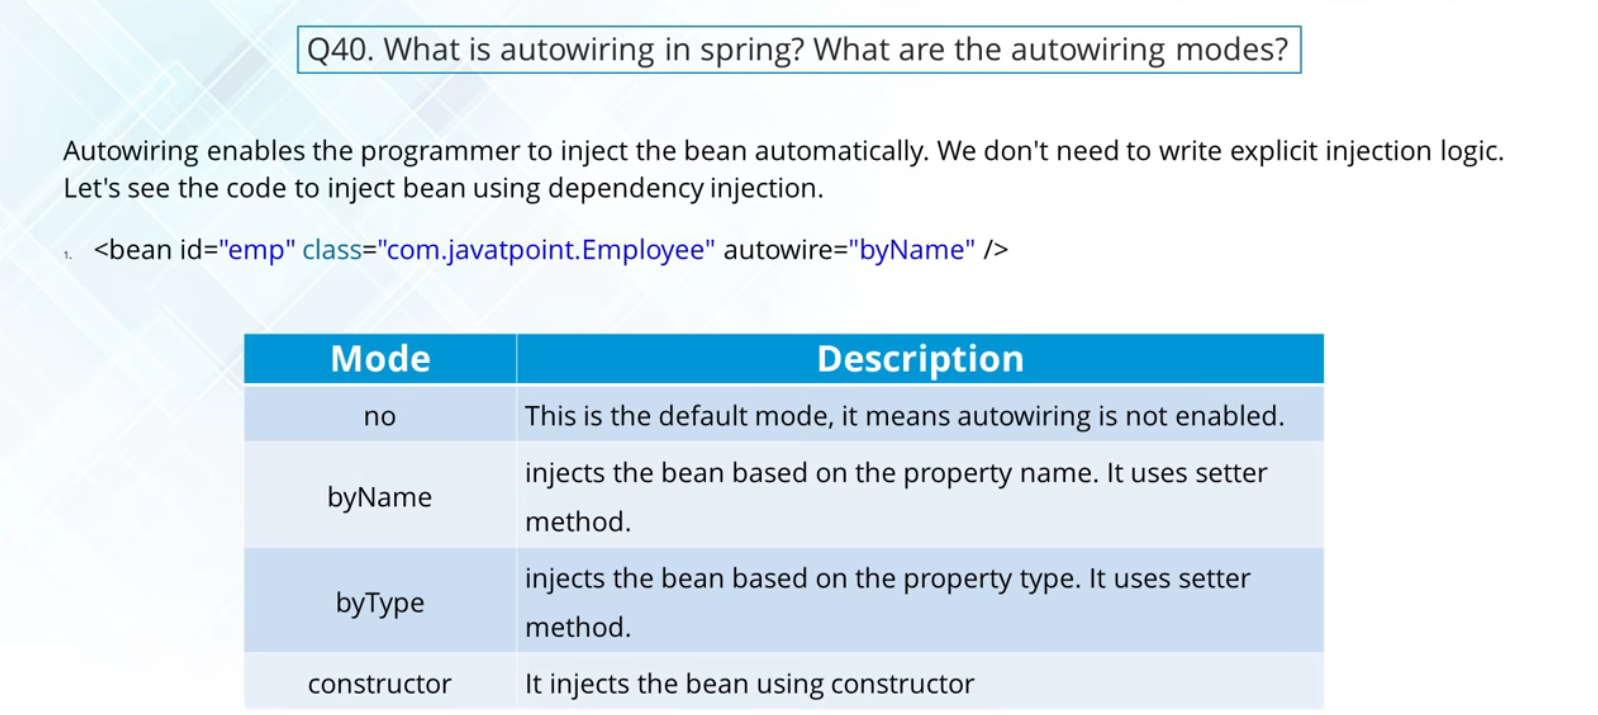 Q40. What is autowiring in spring? What are the autowiring modes?
Autowiring enables the programmer to inject the bean automatically. We don't need to write explicit injection logic.
Let's see the code to inject bean using dependency injection.
1. <bean id="emp" class="com.javatpoint.Employee" autowire="byName" />
Mode Description
no This is the default mode, it means autowiring is not enabled.
byName injects the bean based on the property name. It uses setter
method.
byType injects the bean based on the property type. It uses setter
method.
constructor It injects the bean using constructor